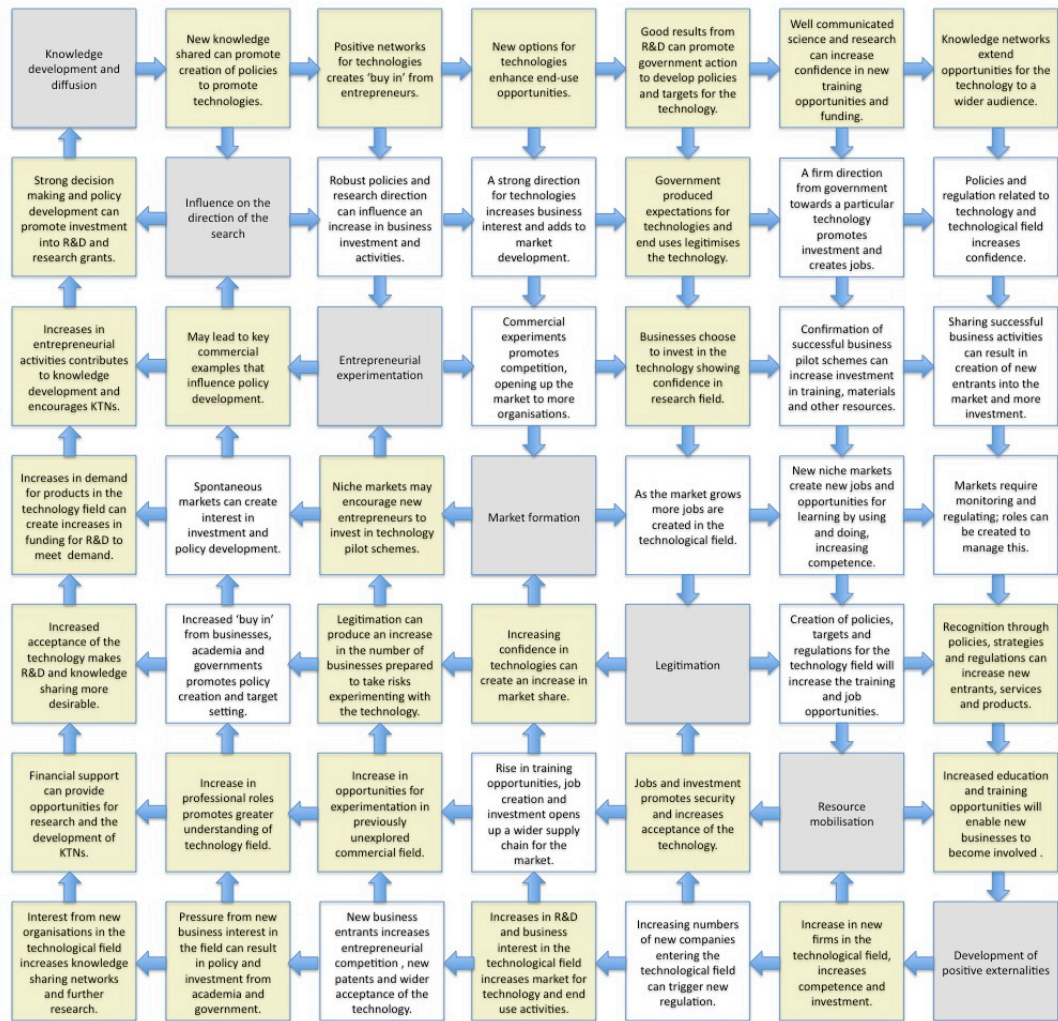 Knowledge
development and
diffusion
New knowledge
shared can promote
creation of policies
to promote
technologies.
Positive networks
for technologies
creates ‘buy in’ from
entrepreneurs.
New options for
technologies
enhance end-use
opportunities.
Good results from
R&D can promote
government action
to develop policies
and targets for the
technology.
Well communicated
science and research
can increase
confidence in new
training
opportunities and
funding.
Knowledge networks
extend
opportunities for the
technology to a
wider audience.
Strong decision
making and policy
development can
promote investment
into R&D and
research grants.
Influence on the
direction of the
search
Robust policies and
research direction
can influence an
increase in business
investment and
activities.
A strong direction
for technologies
increases business
interest and adds to
market
development.
Government
produced
expectations for
technologies and
end uses legitimises
the technology.
A firm direction
from government
towards a particular
technology
promotes
investment and
creates jobs.
Policies and
regulation related to
technology and
technological field
increases
confidence.
Increases in
entrepreneurial
activities contributes
to knowledge
development and
encourages KTNs.
May lead to key
commercial
examples that
influence policy
development.
Entrepreneurial
experimentation
Commercial
experiments
promotes
competition,
opening up the
market to more
organisations.
Businesses choose
to invest in the
technology showing
confidence in
research field.
Confirmation of
successful business
pilot schemes can
increase investment
in training, materials
and other resources.
Sharing successful
business activities
can result in
creation of new
entrants into the
market and more
investment.
Increases in demand
for products in the
technology field can
create increases in
funding for R&D to
meet demand.
Spontaneous
markets can create
interest in
investment and
policy development.
Niche markets may
encourage new
entrepreneurs to
invest in technology
pilot schemes.
Market formation
As the market grows
more jobs are
created in the
technological field.
New niche markets
create new jobs and
opportunities for
learning by using
and doing,
increasing
competence.
Markets require
monitoring and
regulating; roles can
be created to
manage this.
Increased
acceptance of the
technology makes
R&D and knowledge
sharing more
desirable.
Increased ‘buy in’
from businesses,
academia and
governments
promotes policy
creation and target
setting.
Legitimation can
produce an increase
in the number of
businesses prepared
to take risks
experimenting with
the technology.
Increasing
confidence in
technologies can
create an increase in
market share.
Legitimation
Creation of policies,
targets and
regulations for the
technology field will
increase the training
and job
opportunities.
Recognition through
policies, strategies
and regulations can
increase new
entrants, services
and products.
Financial support
can provide
opportunities for
research and the
development of
KTNs.
Increase in
professional roles
promotes greater
understanding of
technology field.
Increase in
opportunities for
experimentation in
previously
unexplored
commercial field.
Rise in training
opportunities, job
creation and
investment opens
up a wider supply
chain for the
market.
Jobs and investment
promotes security
and increases
acceptance of the
technology.
Resource
mobilisation
Increased education
and training
opportunities will
enable new
businesses to
become involved .
Interest from new
organisations in the
technological field
increases knowledge
sharing networks
and further
research.
Pressure from new
business interest in
the field can result
in policy and
investment from
academia and
government.
New business
entrants increases
entrepreneurial
competition , new
patents and wider
acceptance of the
technology.
Increases in R&D
and business
interest in the
technological field
increases market for
technology and end
use activities.
Increasing numbers
of new companies
entering the
technological field
can trigger new
regulation.
Increase in new
firms in the
technological field,
increases
competence and
investment.
Development of
positive externalities